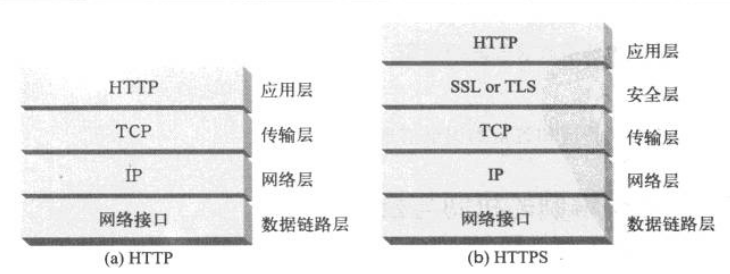 HTTP 应用层
TCP 传输层
IP 网络层
网络接口 数据链路层
(a) HTTP
HTTP 应用层
SSL or TLS 安全层
TCP 传输层
IP 网络层
网络接口 数据链路层
(b) HTTPS